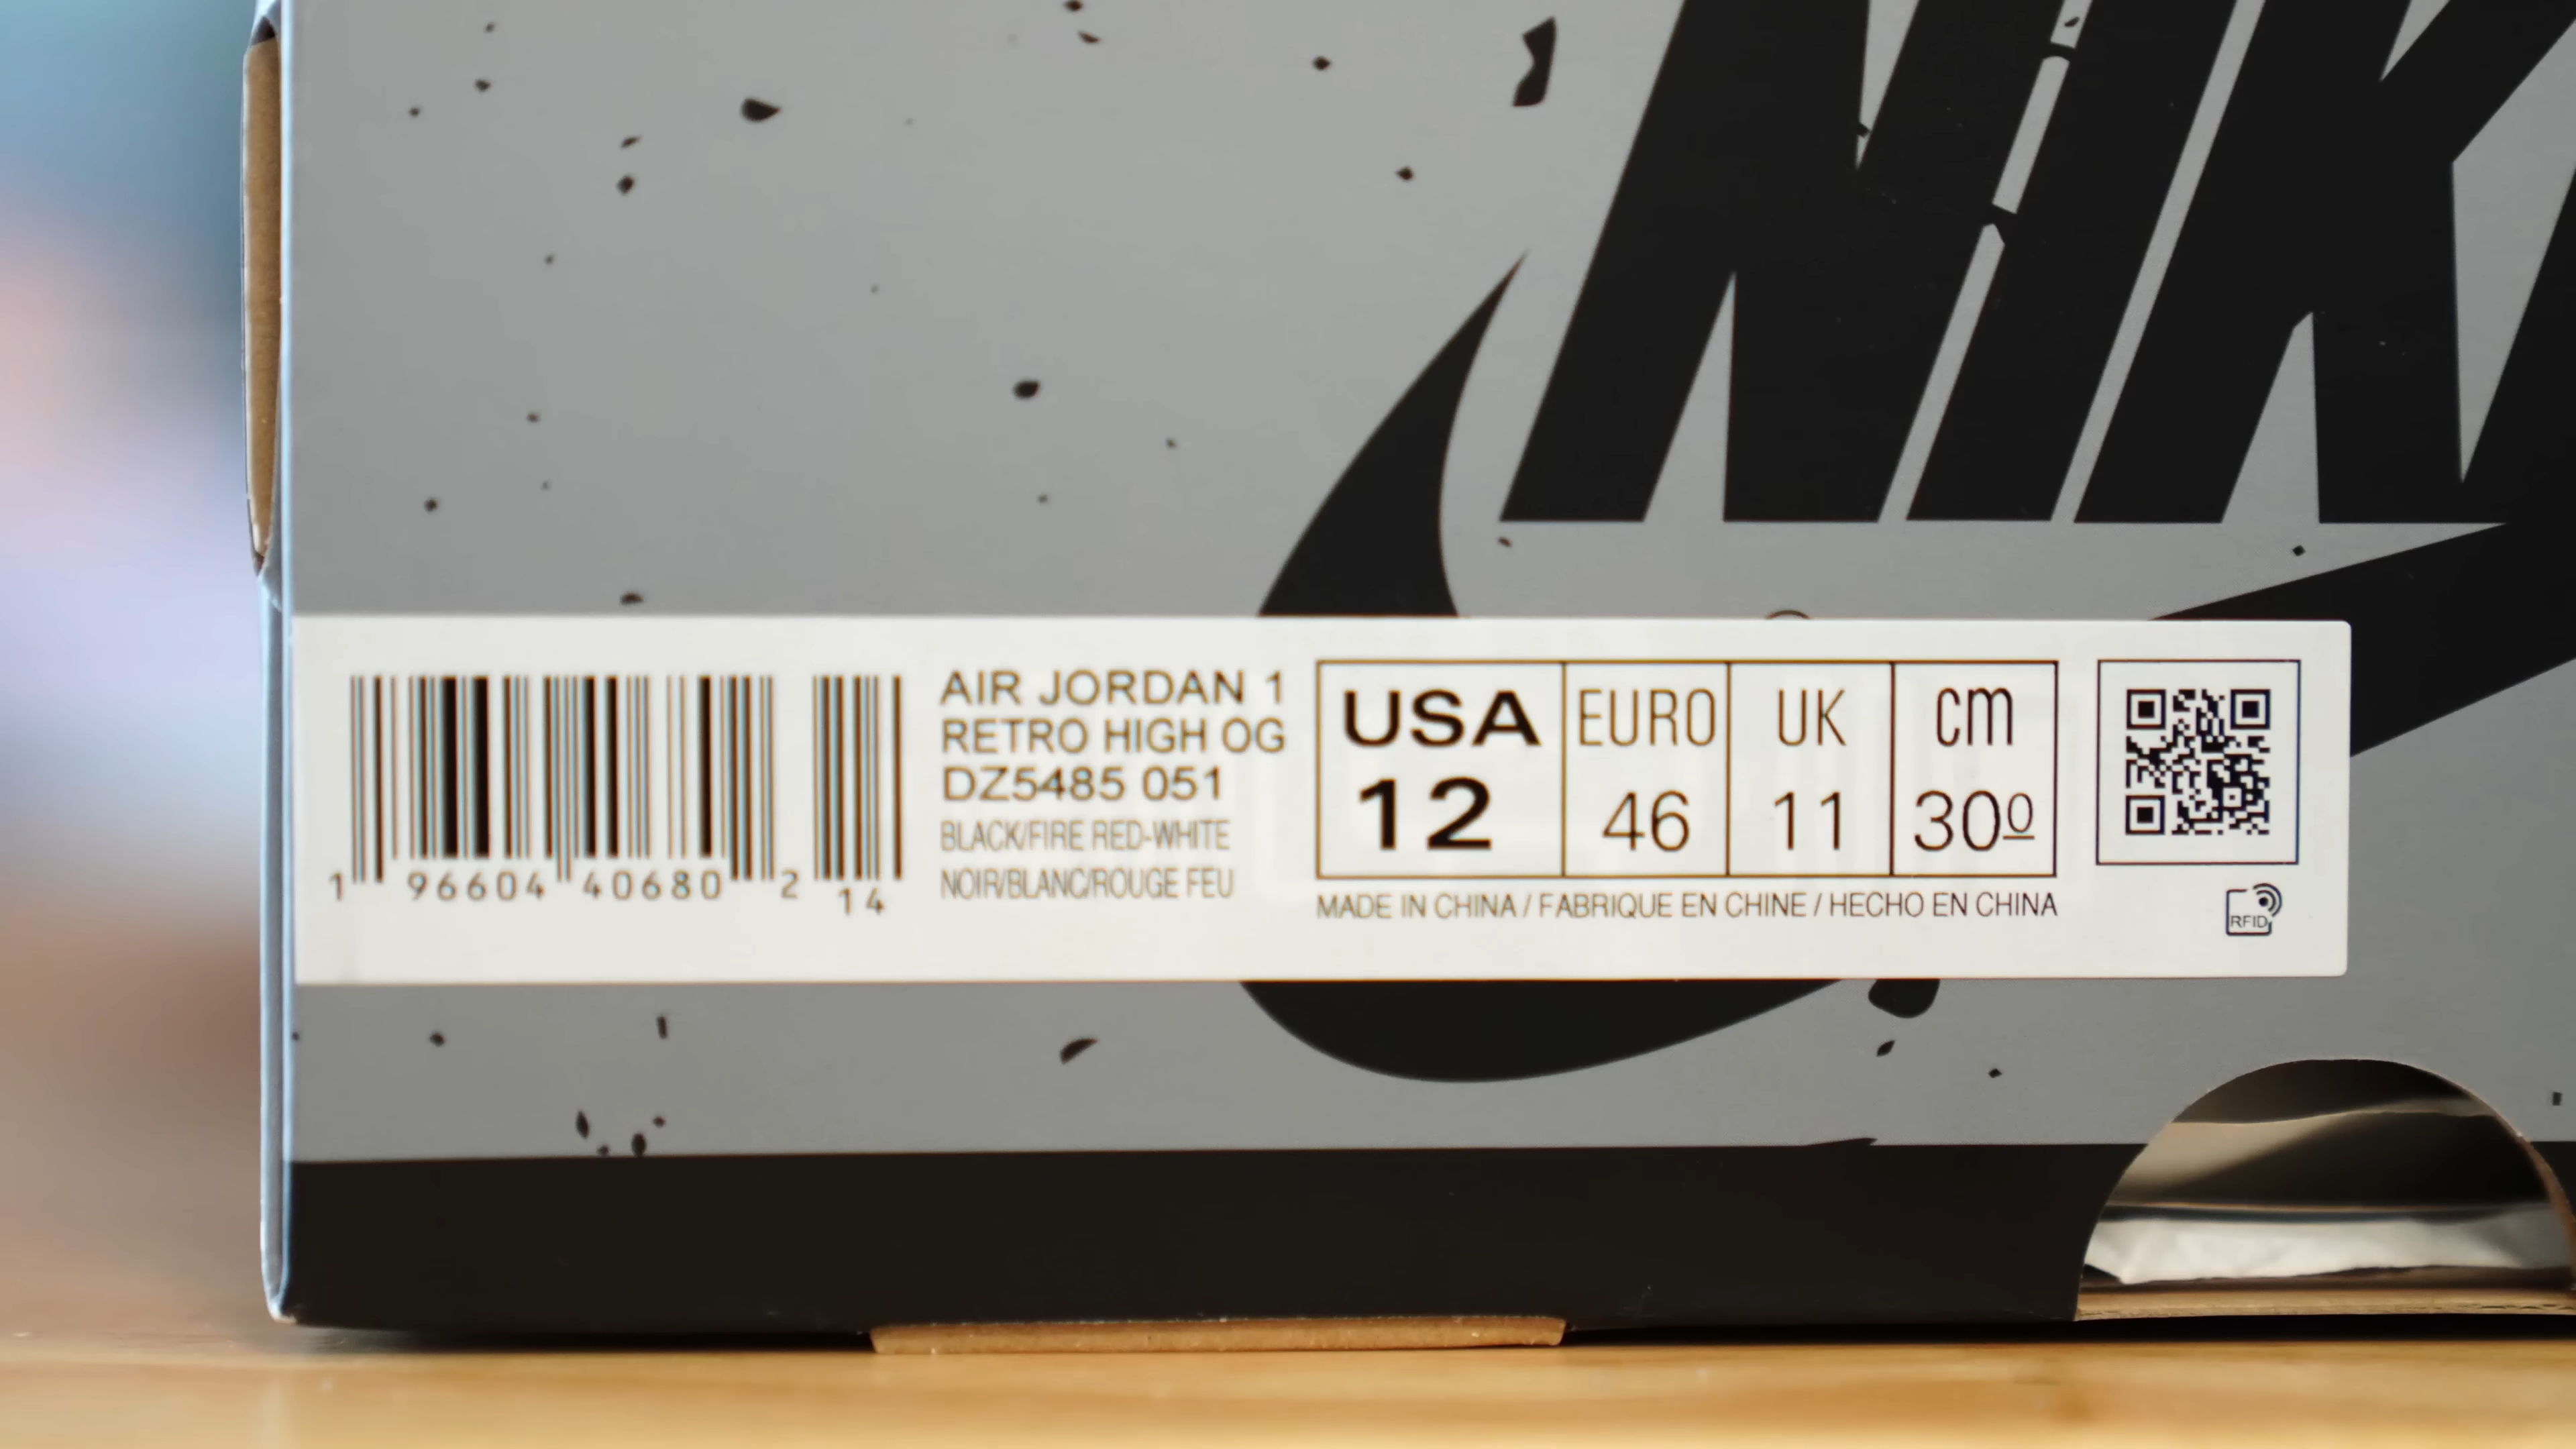 NIK
AIR JORDAN 1
RETRO HIGH OG
DZ5485 051
BLACK/FIRE RED-WHITE
NOIR/BLANC/ROUGE FEU
1 96604 40680 2 14
USA EURO UK cm
12 46 11 30º
MADE IN CHINA / FABRIQUE EN CHINE / HECHO EN CHINA
RFID